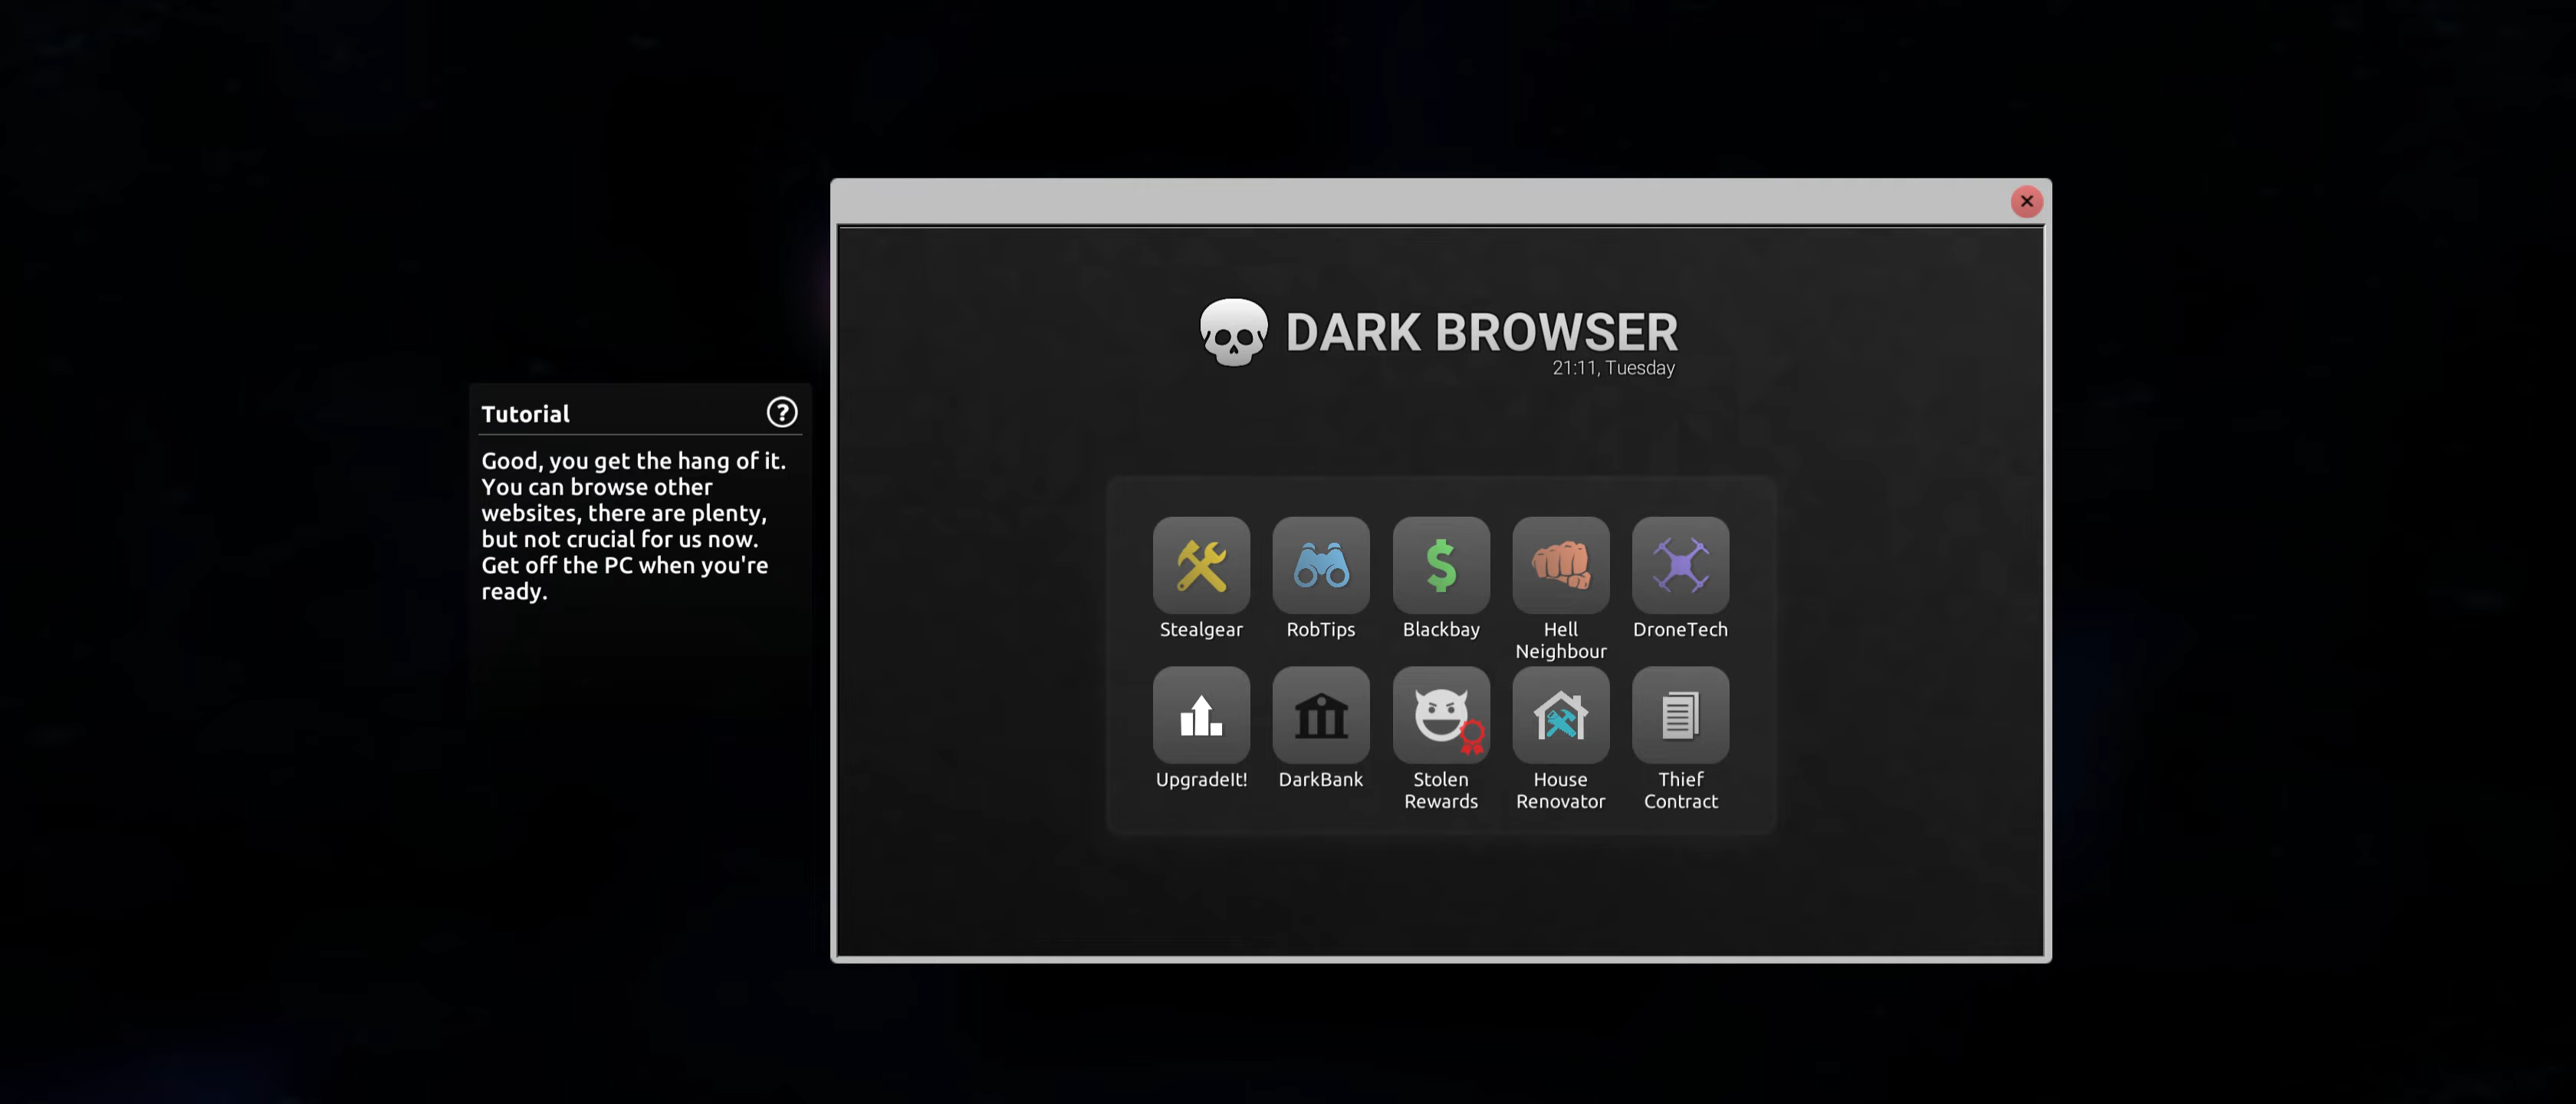 DARK BROWSER
21:11, Tuesday
Tutorial
?
Good, you get the hang of it.
You can browse other
websites, there are plenty,
but not crucial for us now.
Get off the PC when you're
ready.
Stealgear
RobTips
Blackbay
Hell
Neighbour
DroneTech
UpgradeIt!
DarkBank
Stolen
Rewards
House
Renovator
Thief
Contract